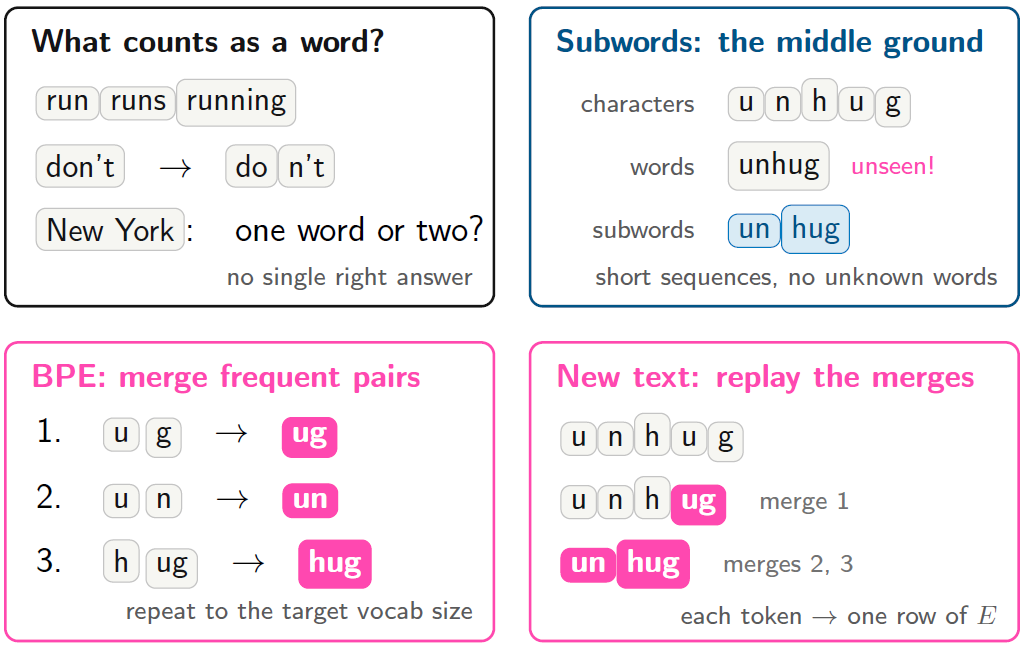 What counts as a word?
run runs running
don't → do n't
New York: one word or two?
no single right answer
Subwords: the middle ground
characters u n h u g
words unhug unseen!
subwords un hug
short sequences, no unknown words
BPE: merge frequent pairs
1. u g → ug
2. u n → un
3. h ug → hug
repeat to the target vocab size
New text: replay the merges
u n h u g
u n h ug merge 1
un hug merges 2, 3
each token → one row of E